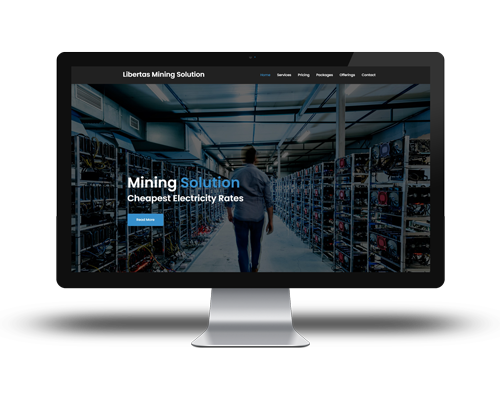 Libertas Mining Solution
Home Services Pricing Packages Offerings Contact
Mining Solution
Cheapest Electricity Rates
Read More